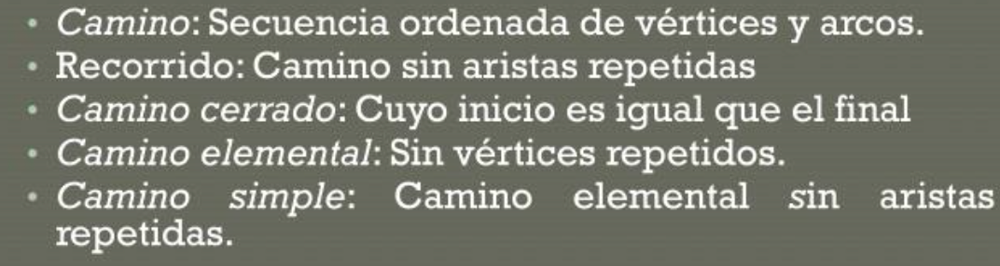 • Camino: Secuencia ordenada de vértices y arcos.
• Recorrido: Camino sin aristas repetidas
• Camino cerrado: Cuyo inicio es igual que el final
• Camino elemental: Sin vértices repetidos.
• Camino simple: Camino elemental sin aristas
repetidas.